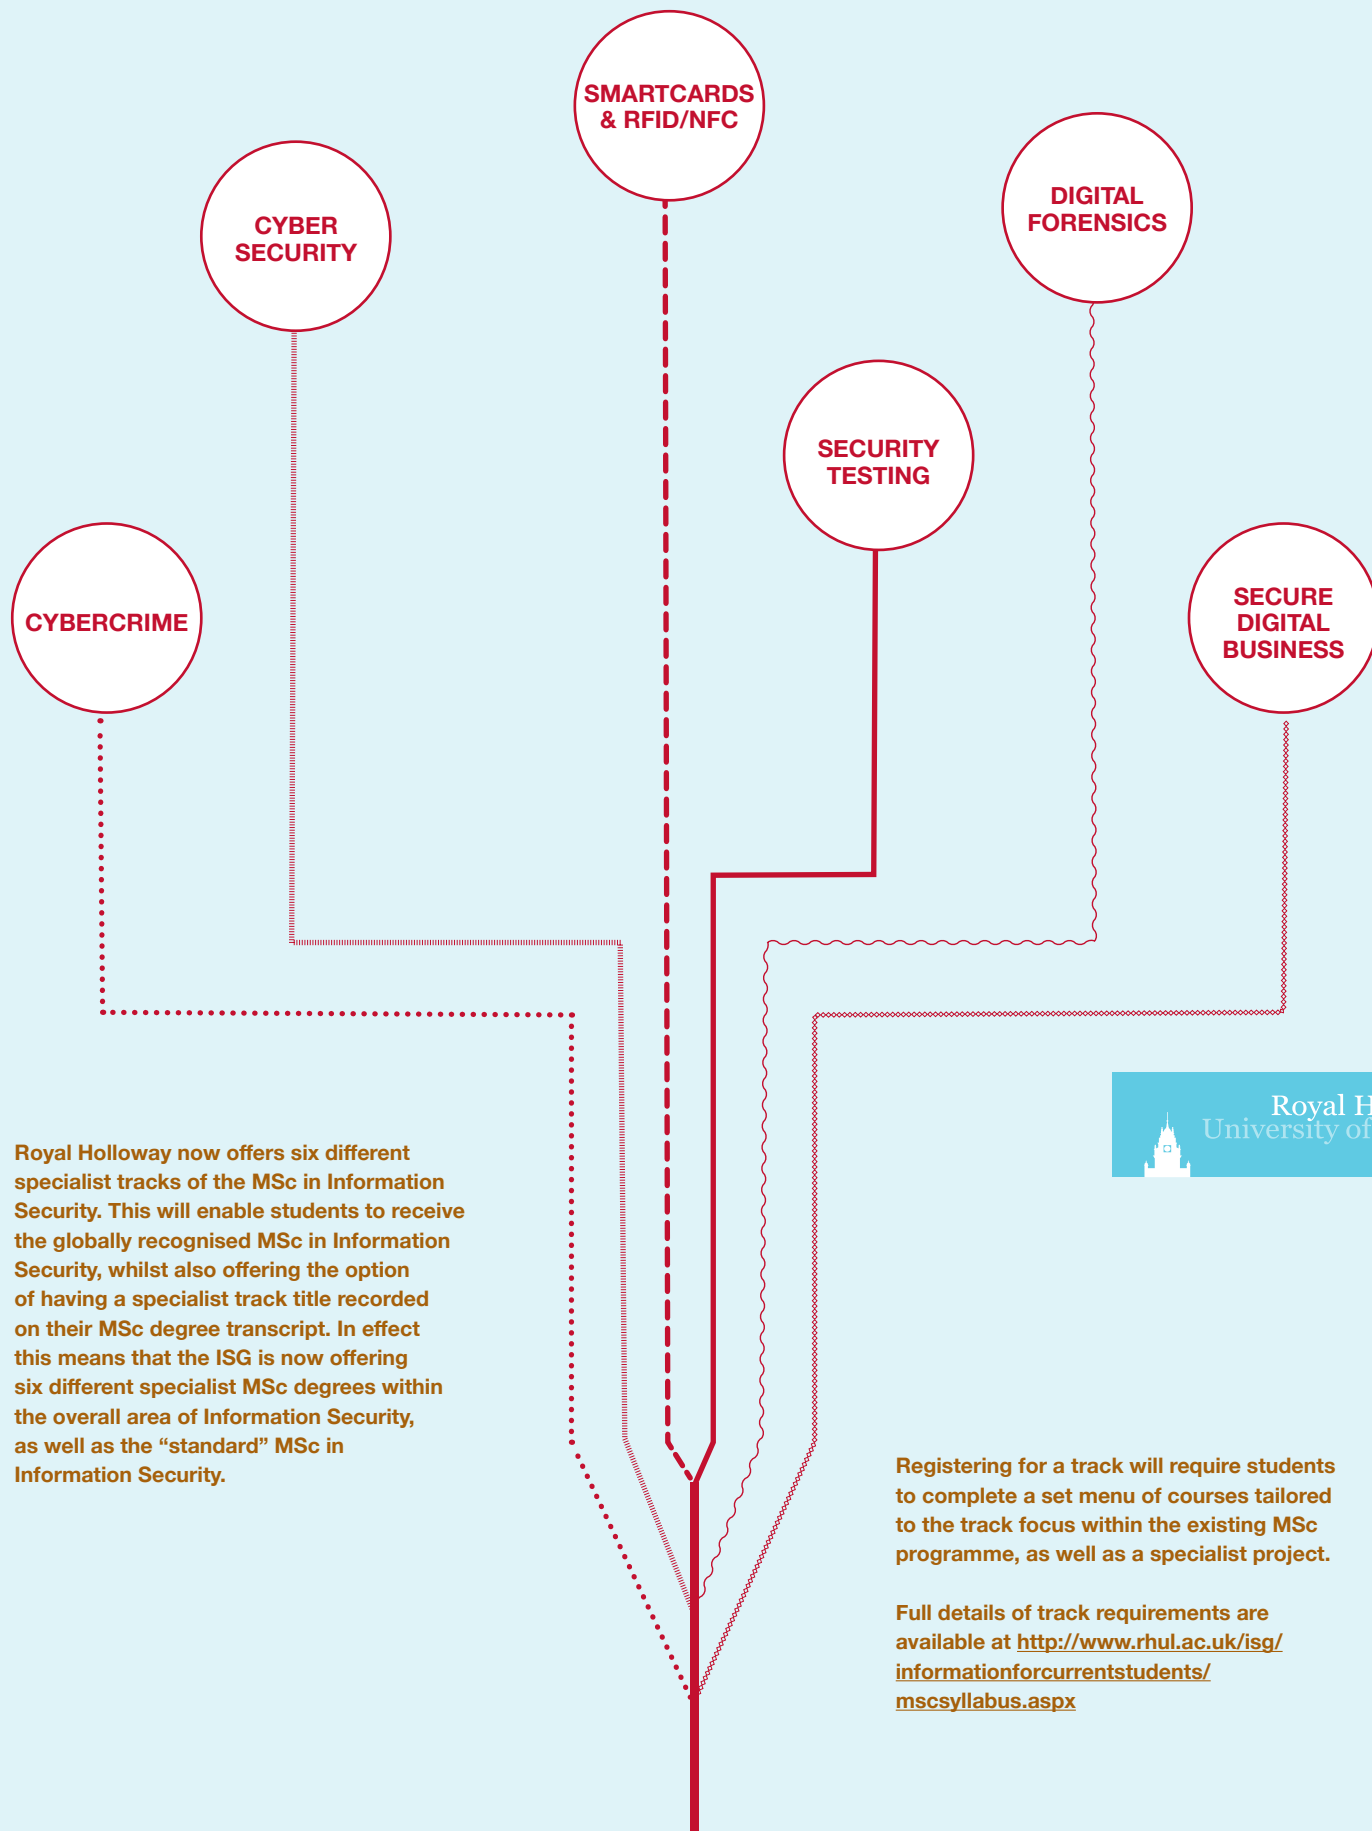 SMARTCARDS
& RFID/NFC
CYBER
SECURITY
DIGITAL
FORENSICS
SECURITY
TESTING
CYBERCRIME
SECURE
DIGITAL
BUSINESS
Royal H
University of
Royal Holloway now offers six different
specialist tracks of the MSc in Information
Security. This will enable students to receive
the globally recognised MSc in Information
Security, whilst also offering the option
of having a specialist track title recorded
on their MSc degree transcript. In effect
this means that the ISG is now offering
six different specialist MSc degrees within
the overall area of Information Security,
as well as the “standard” MSc in
Information Security.
Registering for a track will require students
to complete a set menu of courses tailored
to the track focus within the existing MSc
programme, as well as a specialist project.
Full details of track requirements are
available at http://www.rhul.ac.uk/isg/
informationforcurrentstudents/
mscsyllabus.aspx